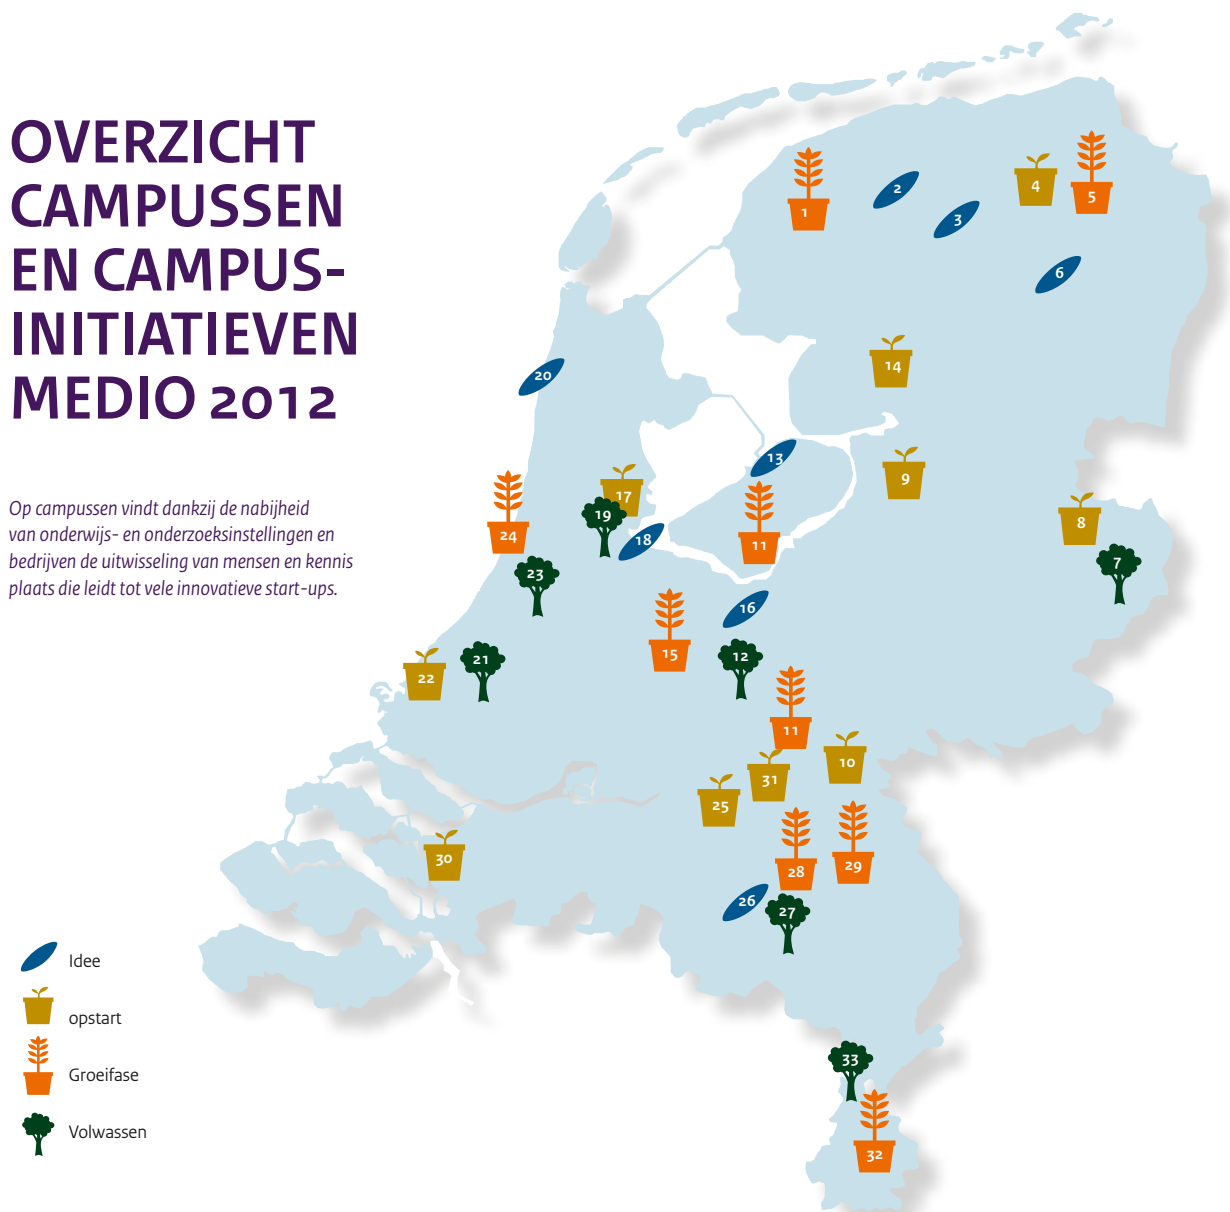 OVERZICHT
CAMPUSSEN
EN CAMPUS-
INITIATIEVEN
MEDIO 2012
Op campussen vindt dankzij de nabijheid
van onderwijs- en onderzoeksinstellingen en
bedrijven de uitwisseling van mensen en kennis
plaats die leidt tot vele innovatieve start-ups.
1
2
3
4
5
6
20
14
13
9
17
19
18
24
11
8
7
23
16
15
12
21
22
11
10
31
25
28
29
30
26
27
33
32
Idee
opstart
Groeifase
Volwassen